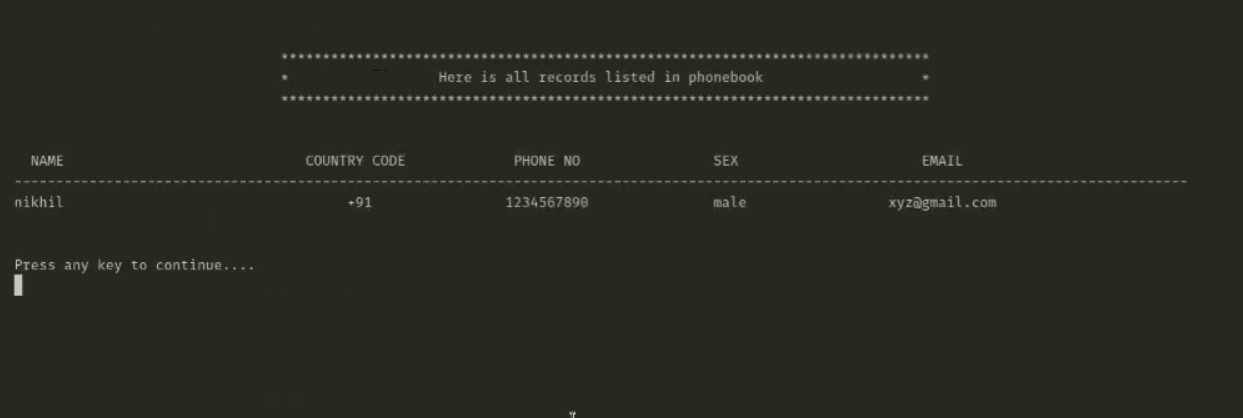 ******************************************************************************
* Here is all records listed in phonebook *
******************************************************************************
NAME COUNTRY CODE PHONE NO SEX EMAIL
---------------------------------------------------------------------------------------------------------------------------------------------
nikhil +91 1234567890 male xyz@gmail.com
Press any key to continue....